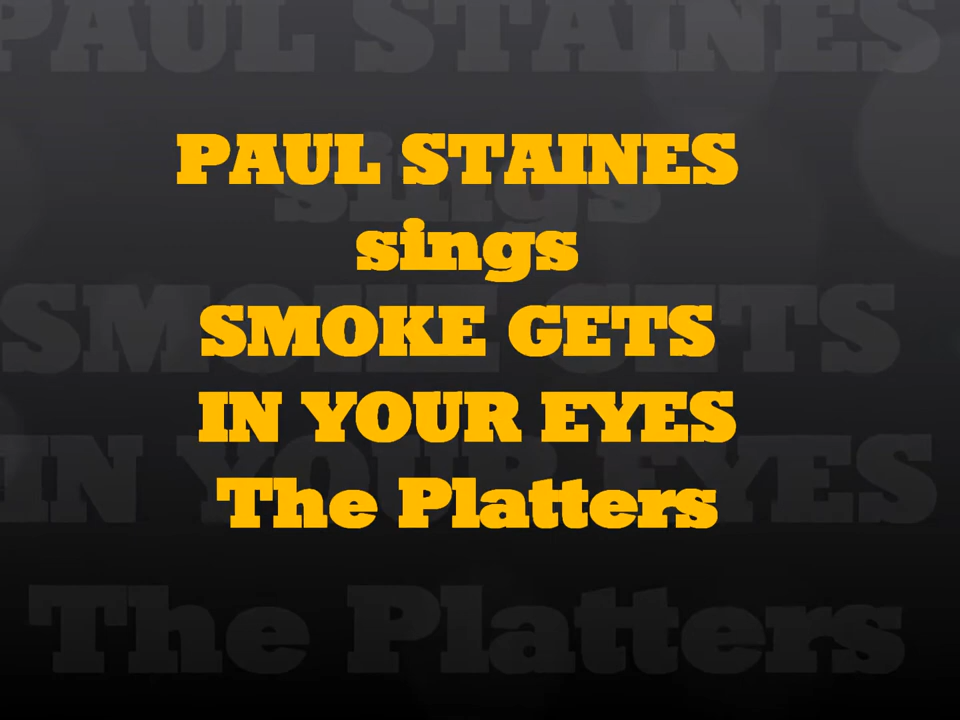 PAUL STAINES
sings
SMOKE GETS
IN YOUR EYES
The Platters